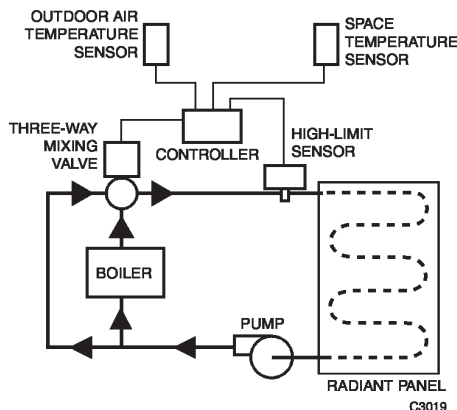 OUTDOOR AIR
TEMPERATURE
SENSOR
SPACE
TEMPERATURE
SENSOR
THREE-WAY
MIXING
VALVE
CONTROLLER
HIGH-LIMIT
SENSOR
BOILER
PUMP
RADIANT PANEL
C3019